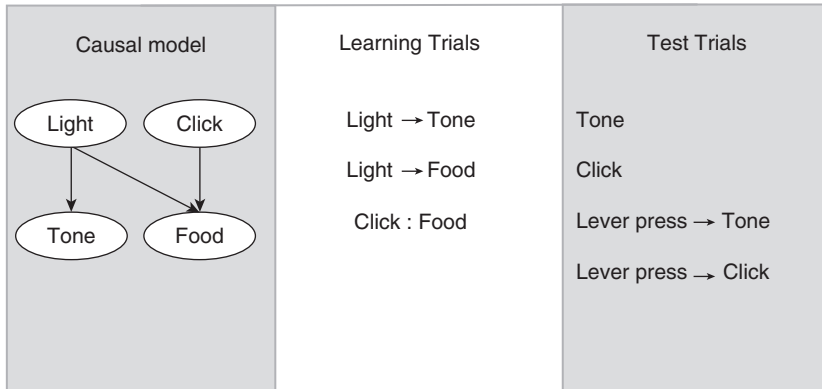 Causal model
Light
Click
Tone
Food
Learning Trials
Light → Tone
Light → Food
Click : Food
Test Trials
Tone
Click
Lever press → Tone
Lever press → Click